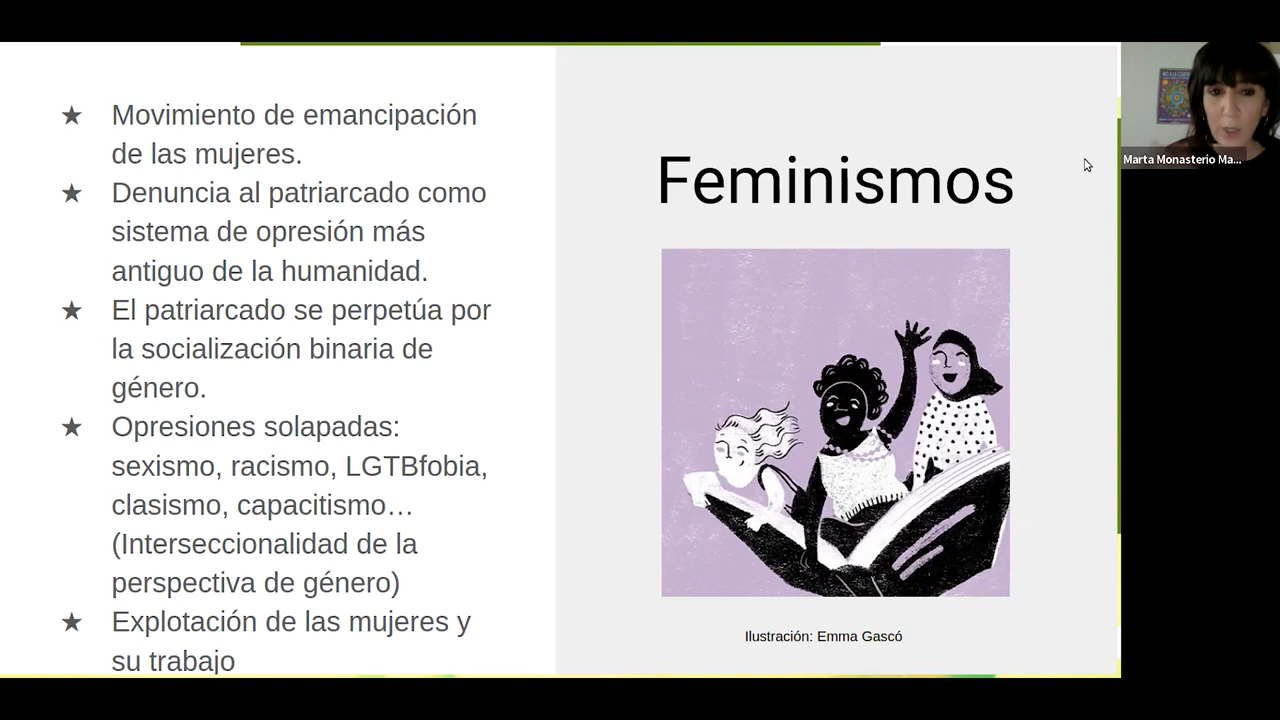 ★ Movimiento de emancipación
de las mujeres.
★ Denuncia al patriarcado como
sistema de opresión más
antiguo de la humanidad.
★ El patriarcado se perpetúa por
la socialización binaria de
género.
★ Opresiones solapadas:
sexismo, racismo, LGTBfobia,
clasismo, capacitismo…
(Interseccionalidad de la
perspectiva de género)
★ Explotación de las mujeres y
su trabajo
Feminismos
Ilustración: Emma Gascó
Marta Monasterio Ma...